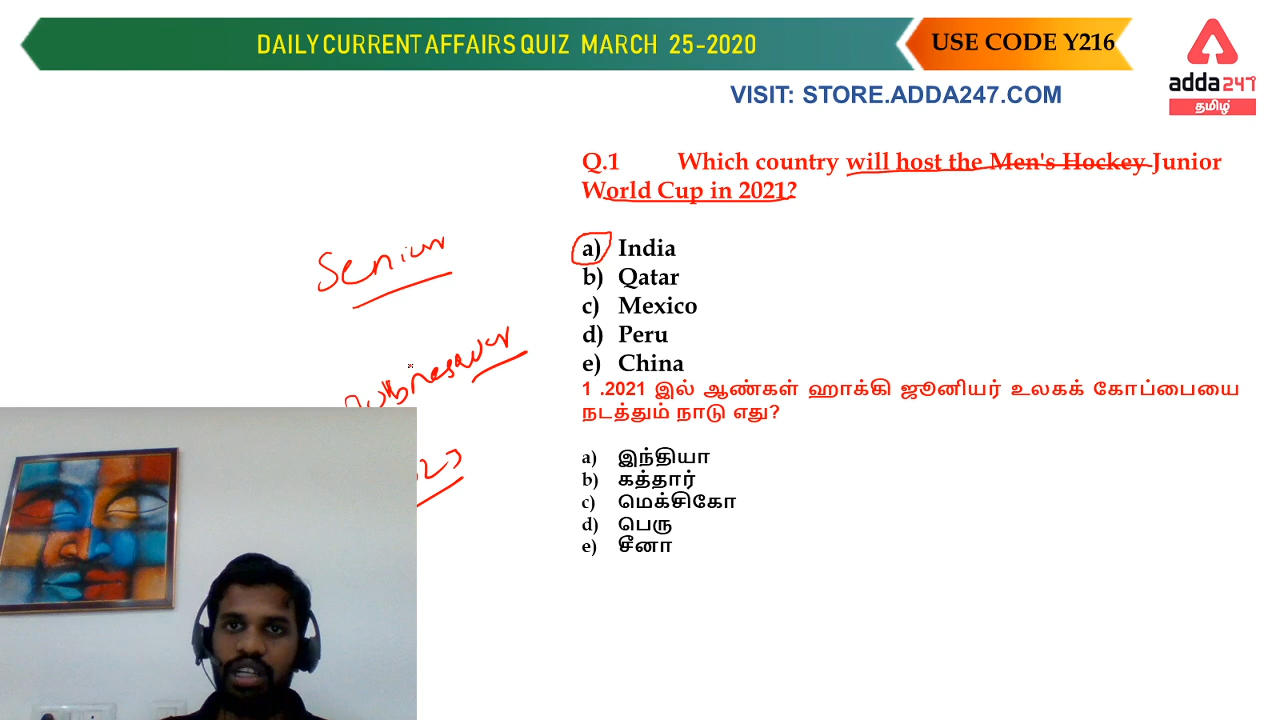 DAILY CURRENT AFFAIRS QUIZ MARCH 25-2020
USE CODE Y216
adda247
தமிழ்
VISIT: STORE.ADDA247.COM
Q.1 Which country will host the Men's Hockey Junior
World Cup in 2021?
Senior
a) India
b) Qatar
c) Mexico
d) Peru
e) China
1 .2021 இல் ஆண்கள் ஹாக்கி ஜூனியர் உலகக் கோப்பையை
நடத்தும் நாடு எது?
a) இந்தியா
b) கத்தார்
c) மெக்சிகோ
d) பெரு
e) சீனா